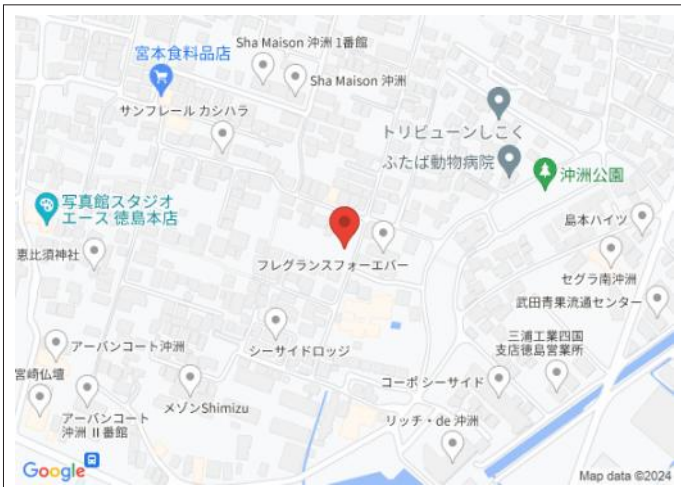 Sha Maison 沖洲 1番館
宮本食料品店
Sha Maison 沖洲
サンフレール カシハラ
トリビューンしこく
ふたば動物病院
沖洲公園
写真館スタジオ
エース 徳島本店
島本ハイツ
恵比須神社
フレグランスフォーエバー
セグラ南沖洲
武田青果流通センター
アーバンコート沖洲
シーサイドロッジ
三浦工業四国
支店徳島営業所
宮崎仏壇
コーポ シーサイド
メゾンShimizu
アーバンコート
沖洲 II番館
リッチ・de 沖洲
Google
Map data ©2024